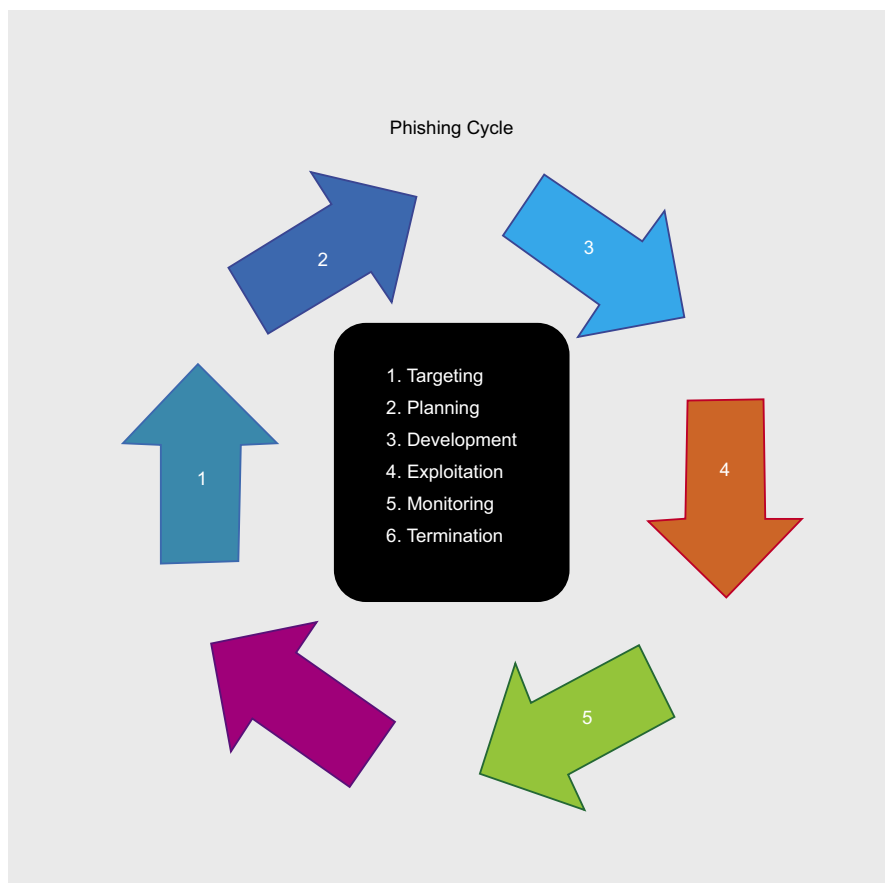 Phishing Cycle
2
3
1. Targeting
2. Planning
3. Development
4. Exploitation
5. Monitoring
6. Termination
1
4
5